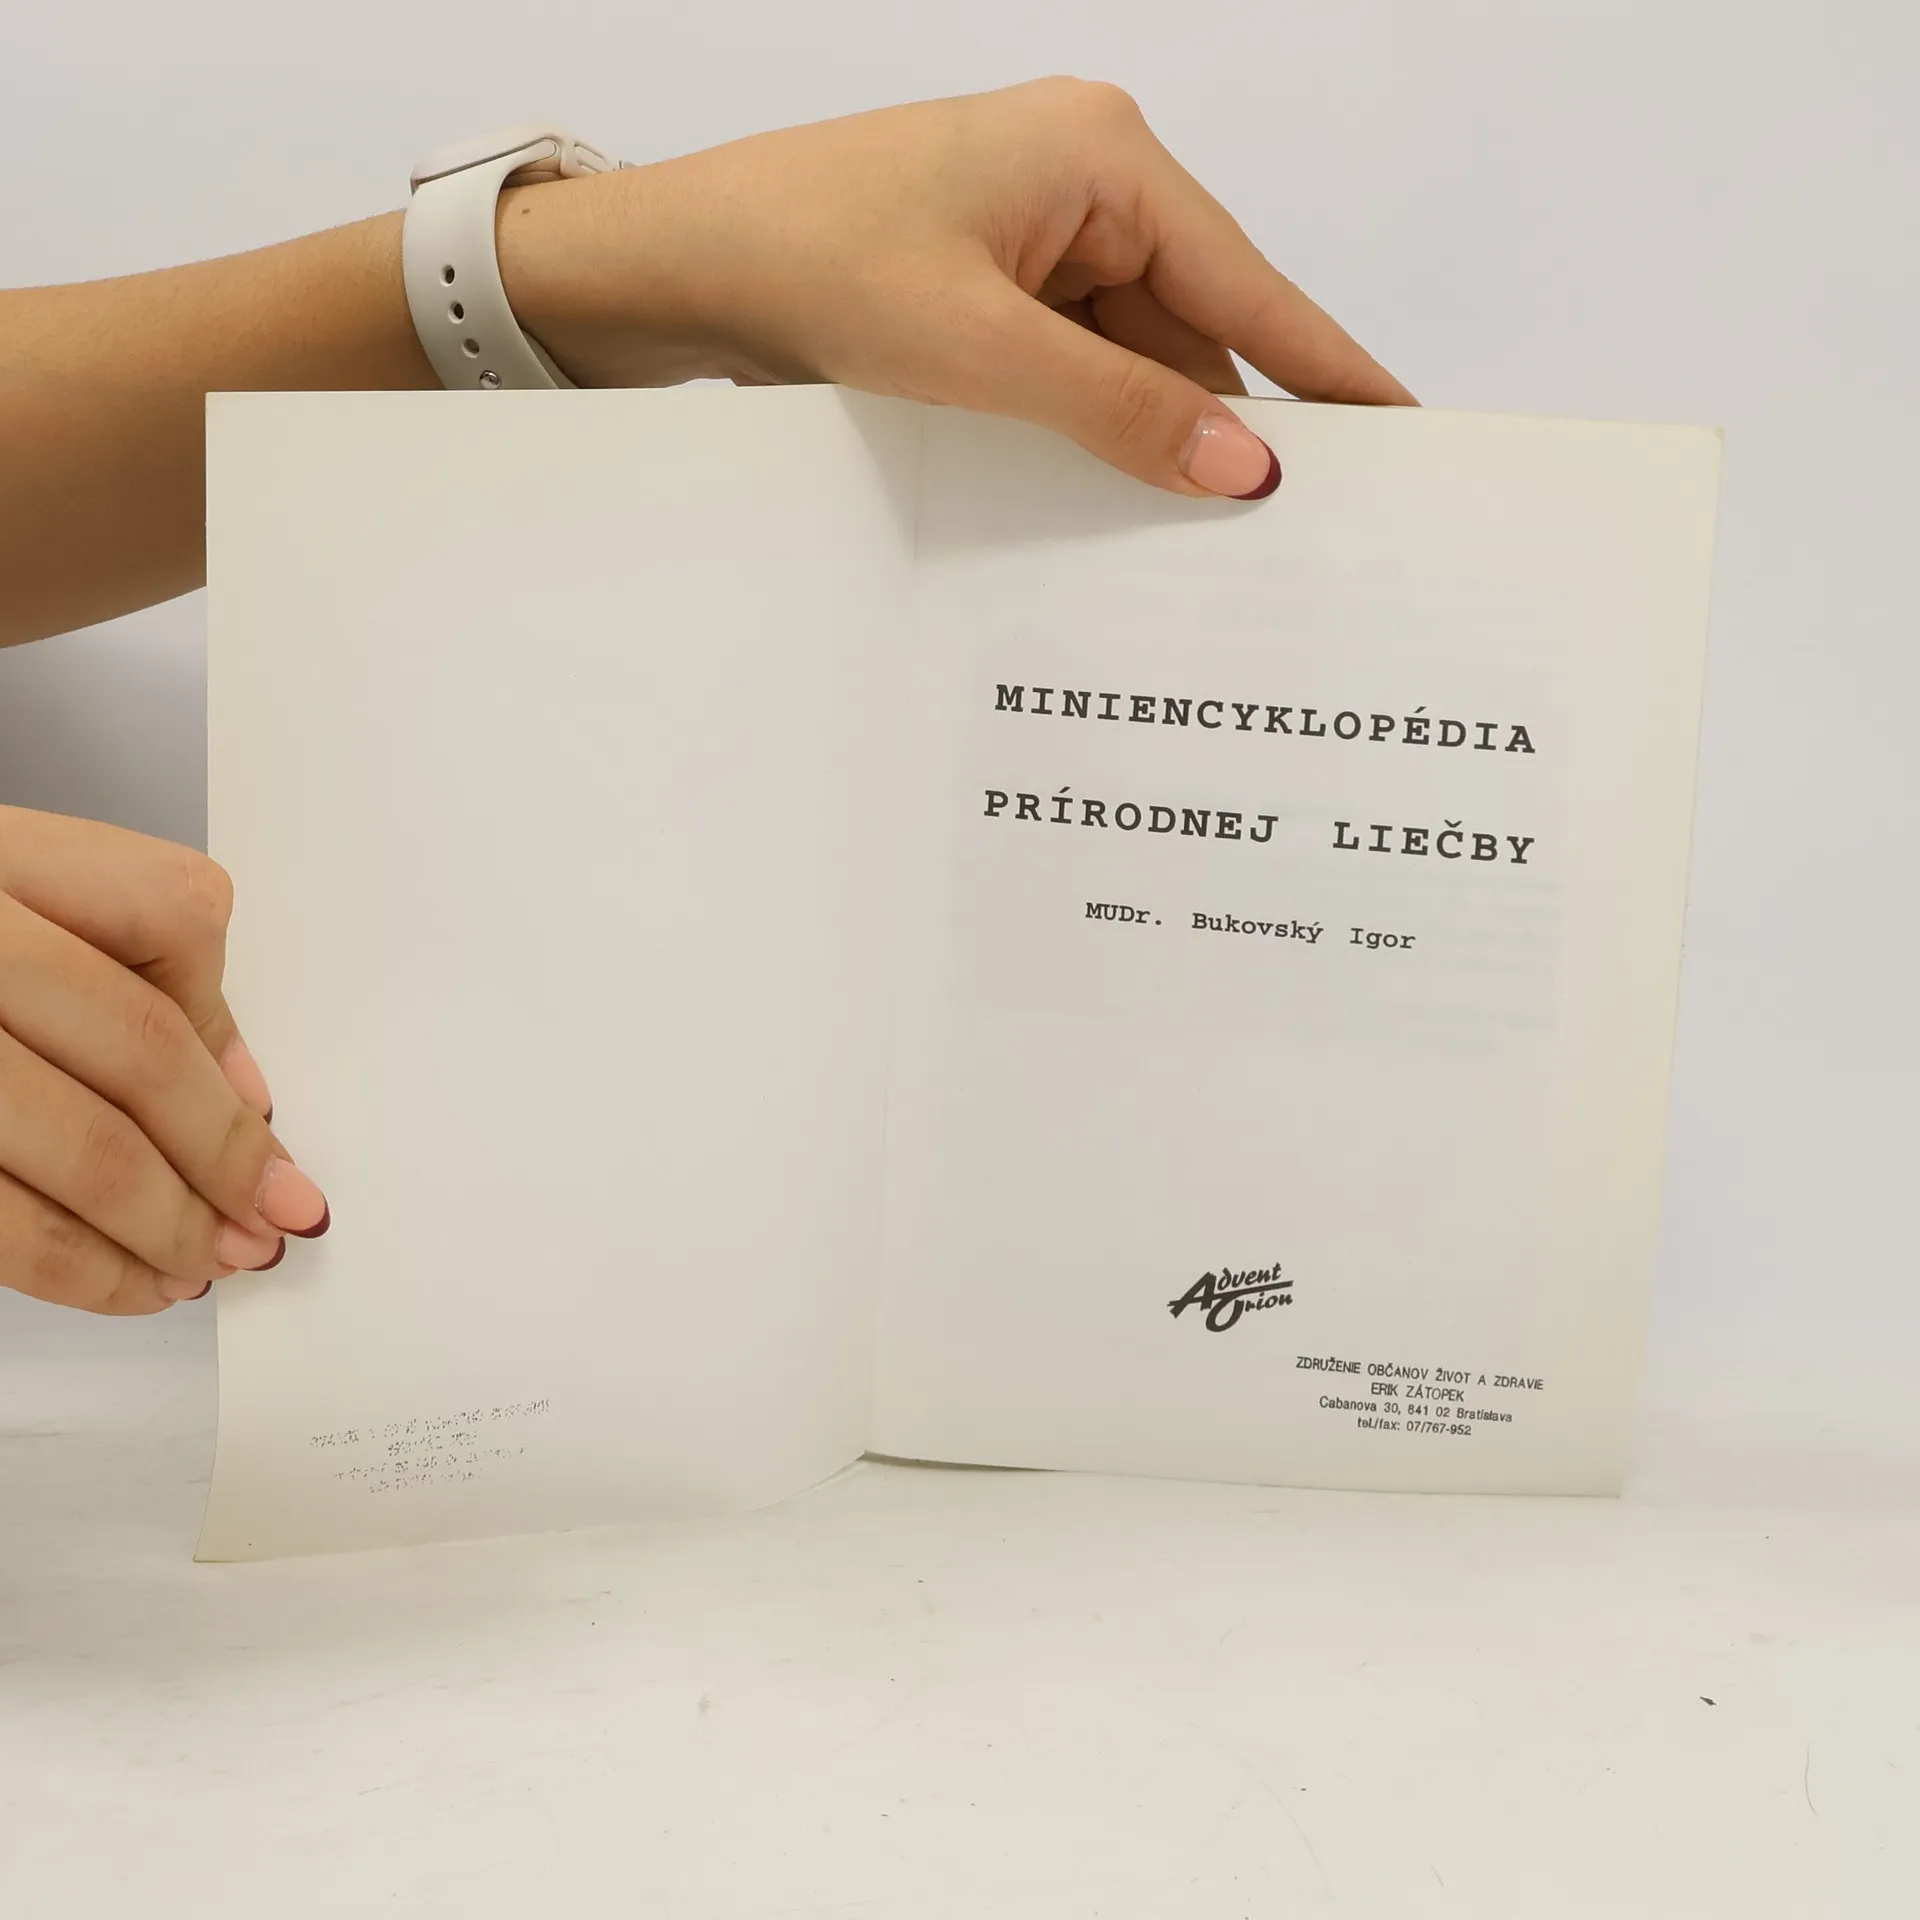 MINIENCYKLOPÉDIA
PRÍRODNEJ LIEČBY
MUDr. Bukovský Igor
Advent
Orion
ZDRUŽENIE OBČANOV ŽIVOT A ZDRAVIE
ERIK ZÁTOPEK
Cabanova 30, 841 02 Bratislava
tel./fax: 07/767-952